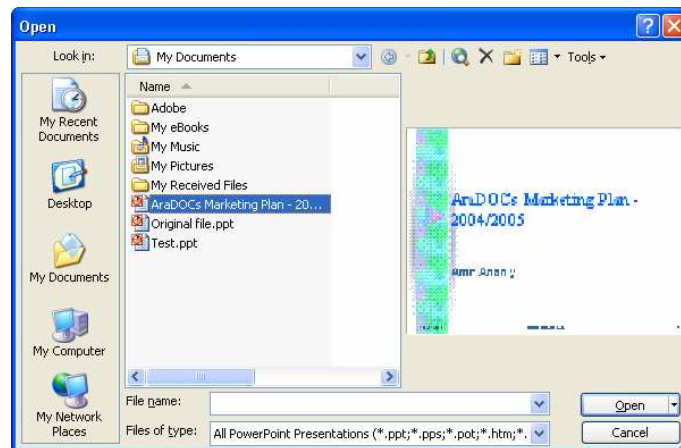 Open
Look in:
My Documents
Tools
My Recent
Documents
Desktop
My Documents
My Computer
My Network
Places
Name
Adobe
My eBooks
My Music
My Pictures
My Received Files
AraDOCs Marketing Plan - 20...
Original file.ppt
Test.ppt
AraDOCs Marketing Plan -
2004/2005
Amr
File name:
Open
Files of type:
All PowerPoint Presentations (*.ppt;*.pps;*.pot;*.htm;*.
Cancel